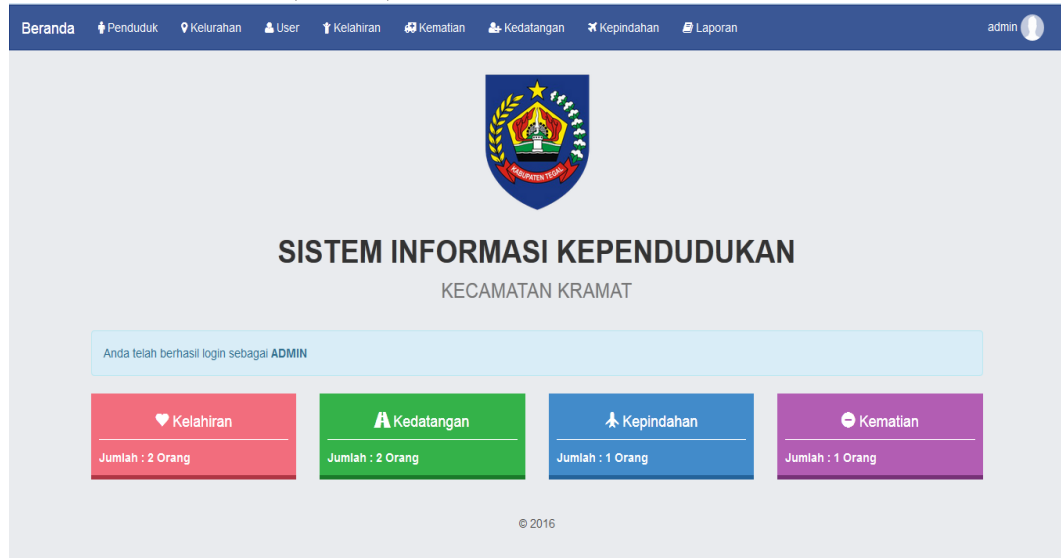 Beranda Penduduk Kelurahan User Kelahiran Kematian Kedatangan Kepindahan Laporan admin
KABUPATEN TEGAL
SISTEM INFORMASI KEPENDUDUKAN
KECAMATAN KRAMAT
Anda telah berhasil login sebagai ADMIN
Kelahiran Kedatangan Kepindahan Kematian
Jumlah : 2 Orang Jumlah : 2 Orang Jumlah : 1 Orang Jumlah : 1 Orang
© 2016